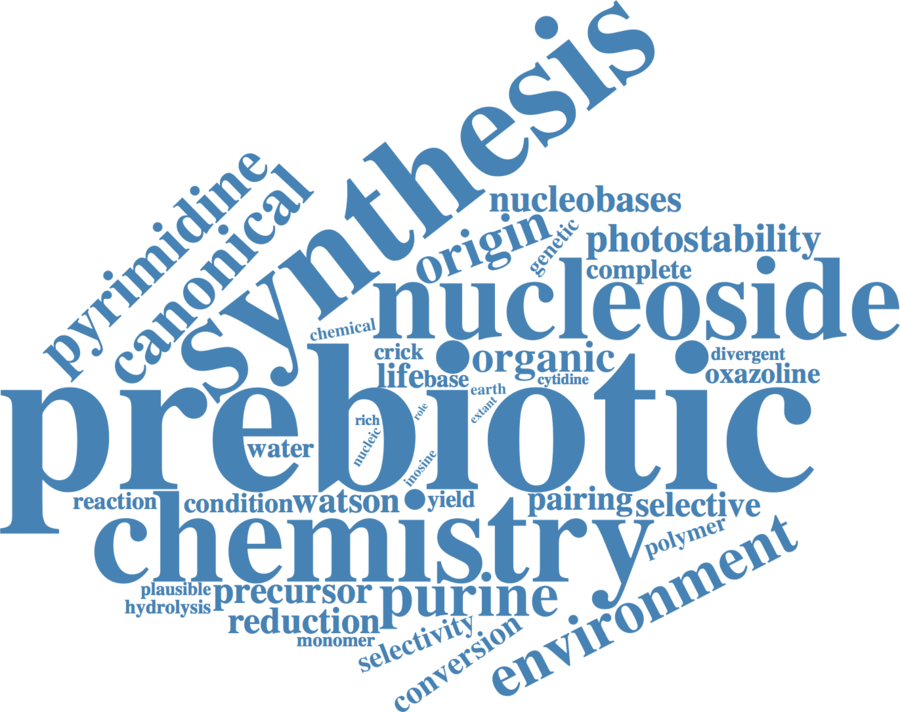 synthesis
pyrimidine
canonical
nucleobases
origin
genetic
photostability
complete
nucleoside
chemical
crick
organic
divergent
life
base
cytidine
oxazoline
earth
prebiotic
extant
role
rich
nucleic
water
inosine
reaction
condition
watson
yield
pairing
selective
chemistry
polymer
environment
plausible
precursor
purine
hydrolysis
reduction
monomer
selectivity
conversion